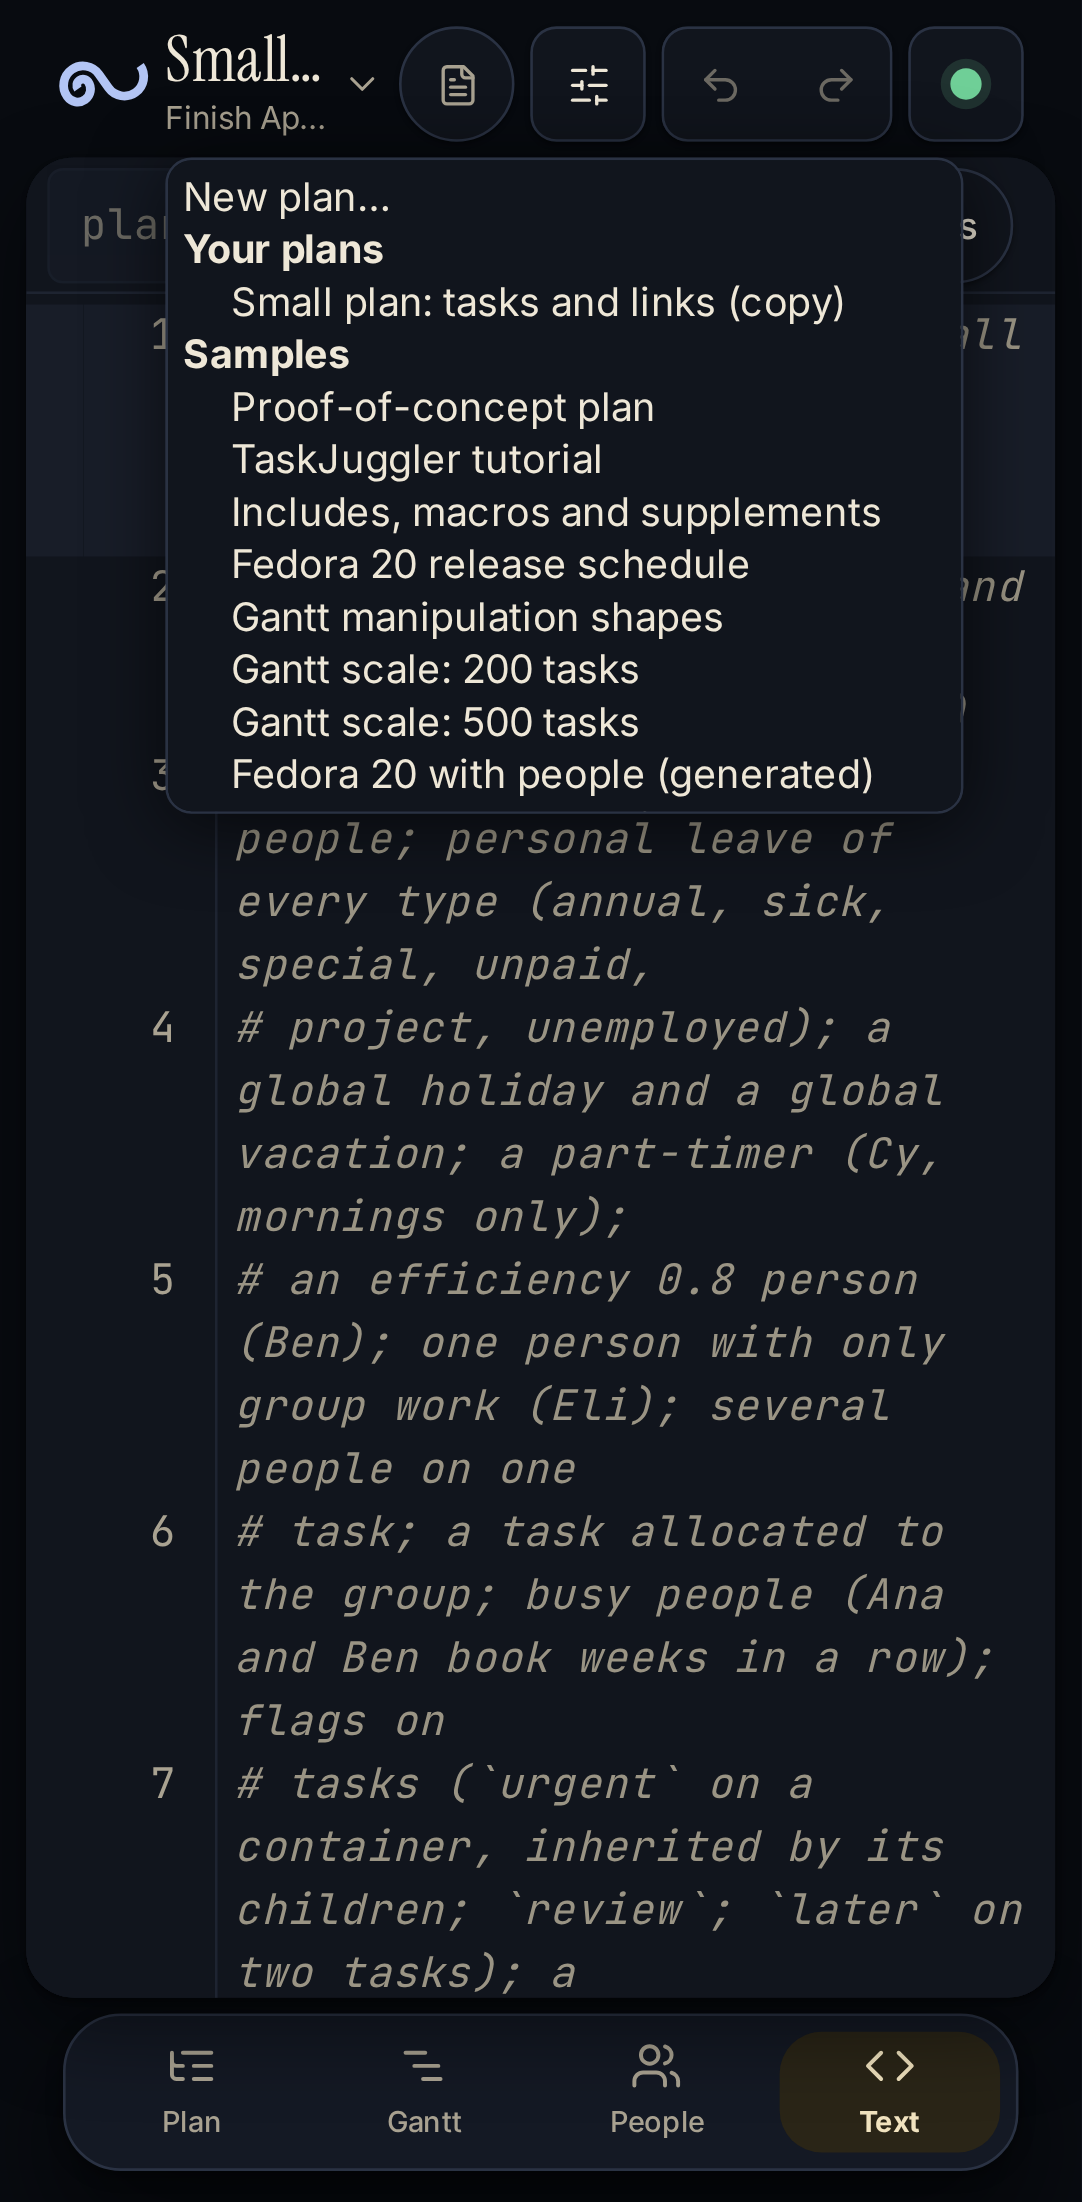 Small...
Finish Ap...
New plan...
Your plans
Small plan: tasks and links (copy)
Samples
Proof-of-concept plan
TaskJuggler tutorial
Includes, macros and supplements
Fedora 20 release schedule
Gantt manipulation shapes
Gantt scale: 200 tasks
Gantt scale: 500 tasks
Fedora 20 with people (generated)
1
2
3
people; personal leave of
every type (annual, sick,
special, unpaid,
4 # project, unemployed); a
global holiday and a global
vacation; a part-timer (Cy,
mornings only);
5 # an efficiency 0.8 person
(Ben); one person with only
group work (Eli); several
people on one
6 # task; a task allocated to
the group; busy people (Ana
and Ben book weeks in a row);
flags on
7 # tasks (`urgent` on a
container, inherited by its
children; `review`; `later` on
two tasks); a
Plan
Gantt
People
Text